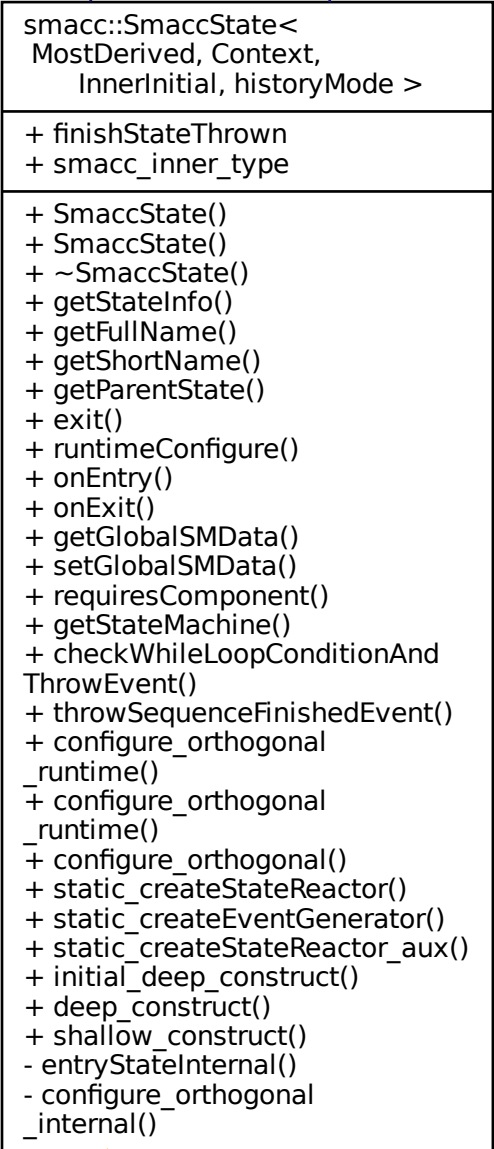 smacc::SmaccState<
MostDerived, Context,
InnerInitial, historyMode >
+ finishStateThrown
+ smacc_inner_type
+ SmaccState()
+ SmaccState()
+ ~SmaccState()
+ getStateInfo()
+ getFullName()
+ getShortName()
+ getParentState()
+ exit()
+ runtimeConfigure()
+ onEntry()
+ onExit()
+ getGlobalSMData()
+ setGlobalSMData()
+ requiresComponent()
+ getStateMachine()
+ checkWhileLoopConditionAnd
ThrowEvent()
+ throwSequenceFinishedEvent()
+ configure_orthogonal
_runtime()
+ configure_orthogonal
_runtime()
+ configure_orthogonal()
+ static_createStateReactor()
+ static_createEventGenerator()
+ static_createStateReactor_aux()
+ initial_deep_construct()
+ deep_construct()
+ shallow_construct()
- entryStateInternal()
- configure_orthogonal
_internal()